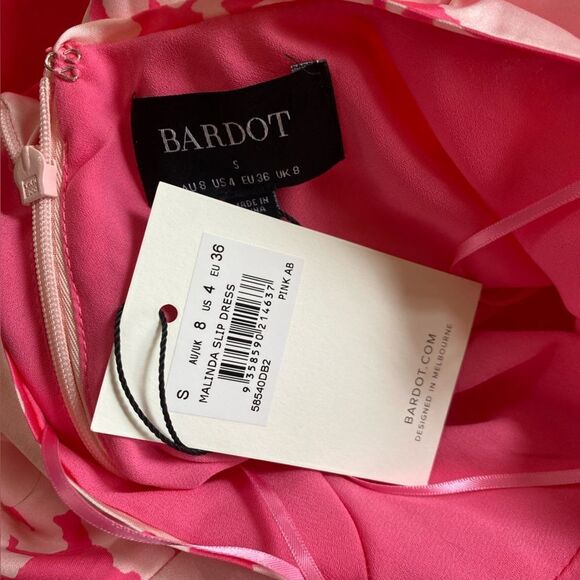 BARDOT
S
AU 8 US 4 EU 36 UK 8
MADE IN
S AU/UK 8 US 4 EU 36
MALINDA SLIP DRESS
9358590214637
58540DB2
PINK AB
BARDOT.COM
DESIGNED IN MELBOURNE